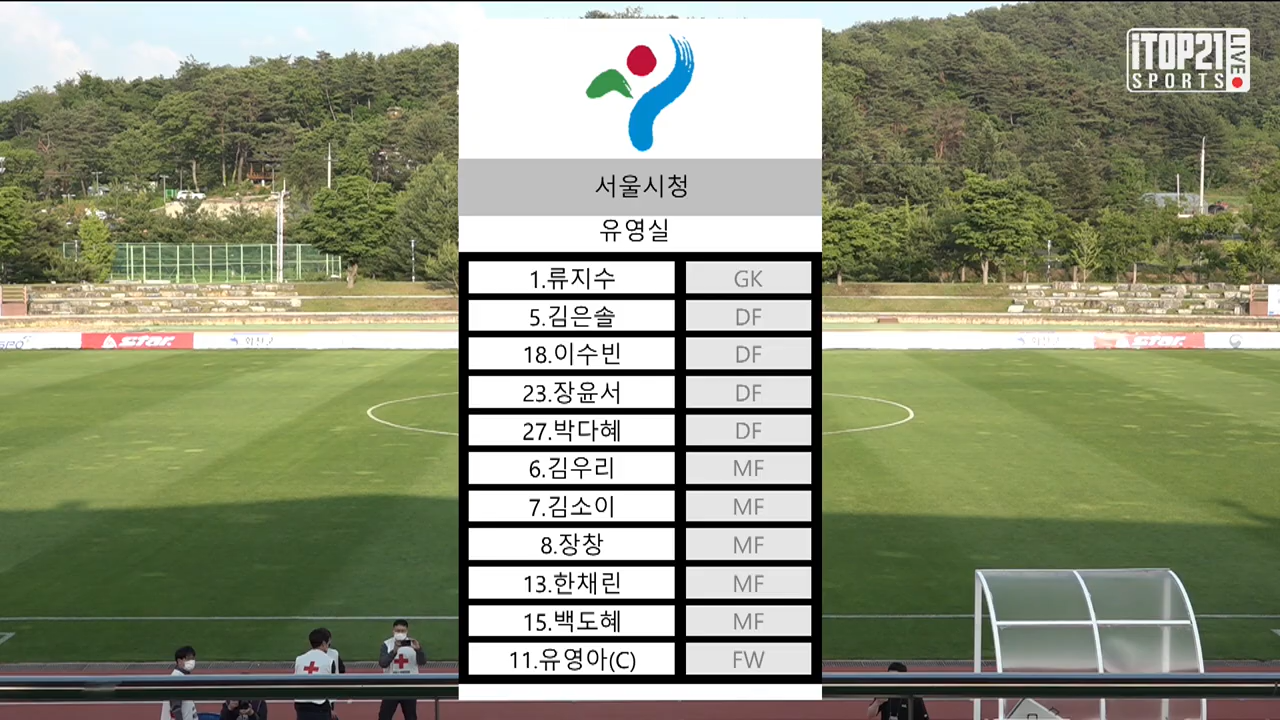 iTOP21
SPORTS
LIVE
서울시청
유영실
1.류지수 GK
5.김은솔 DF
18.이수빈 DF
23.장윤서 DF
27.박다혜 DF
6.김우리 MF
7.김소이 MF
8.장창 MF
13.한채린 MF
15.백도혜 MF
11.유영아(C) FW
star
star